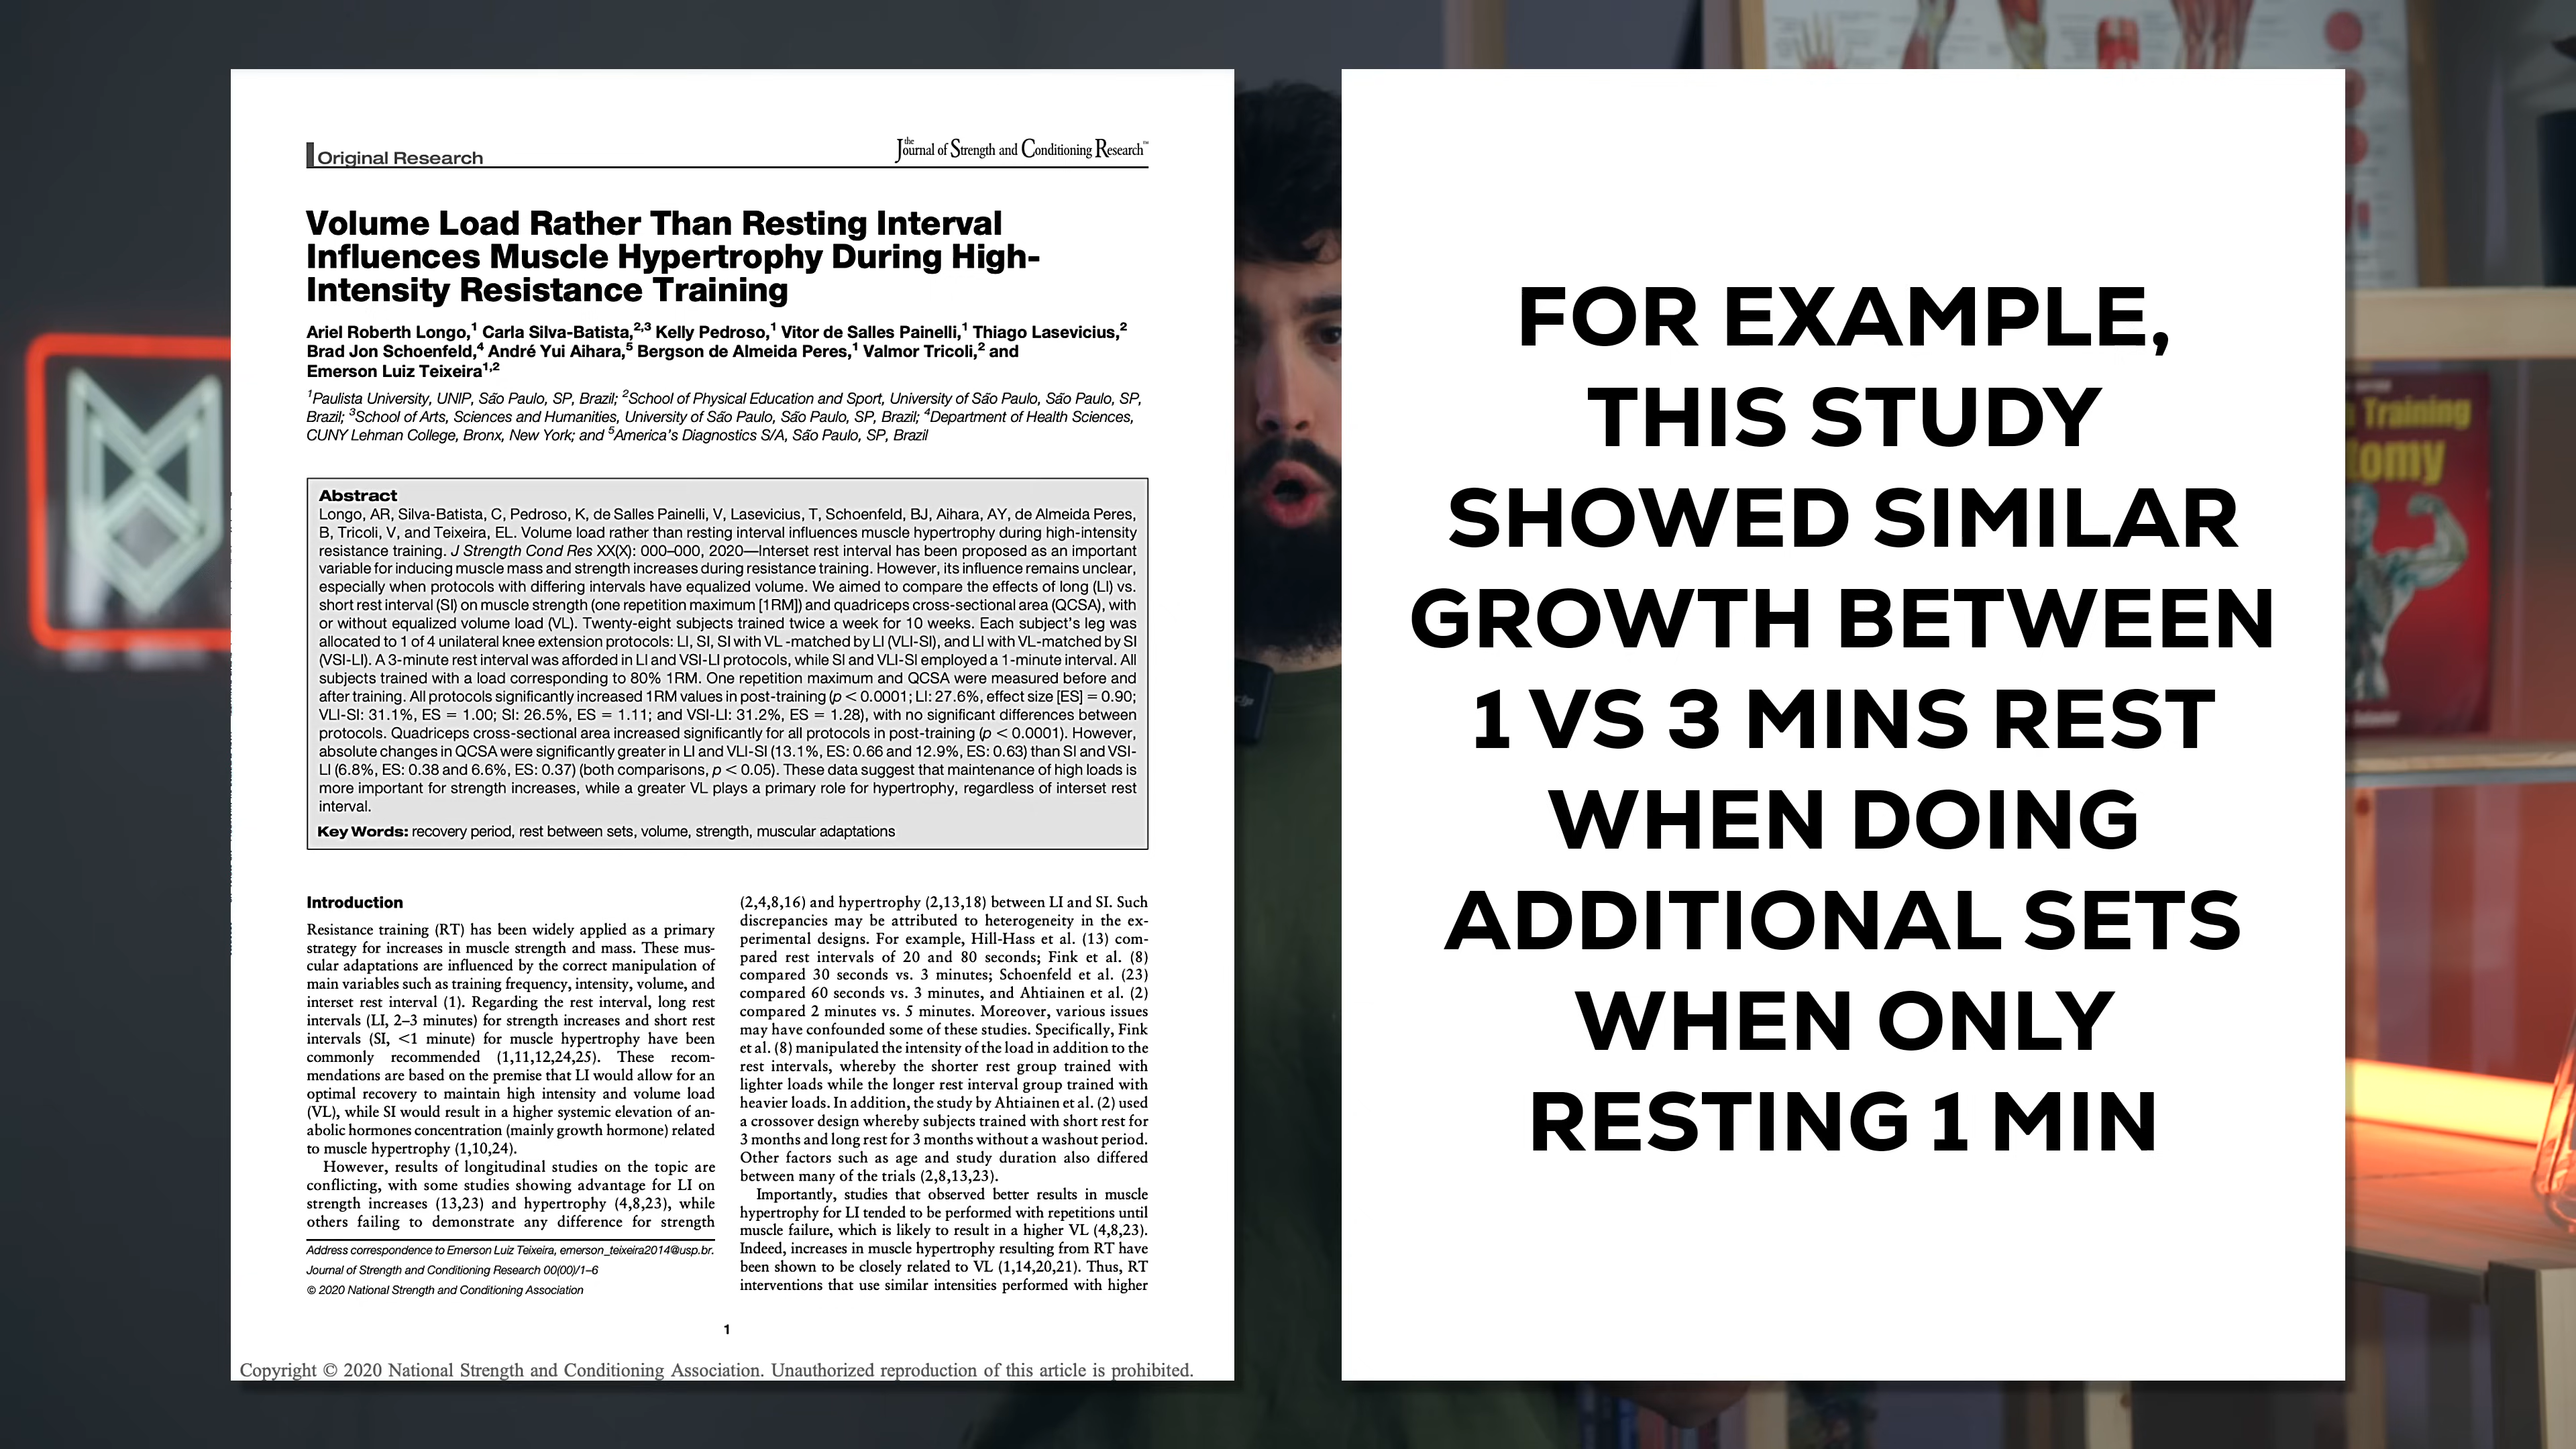 Original Research
the Journal of Strength and Conditioning Research™
Volume Load Rather Than Resting Interval
Influences Muscle Hypertrophy During High-
Intensity Resistance Training
Ariel Roberth Longo,1 Carla Silva-Batista,2,3 Kelly Pedroso,1 Vitor de Salles Painelli,1 Thiago Lasevicius,2
Brad Jon Schoenfeld,4 André Yui Aihara,5 Bergson de Almeida Peres,1 Valmor Tricoli,2 and
Emerson Luiz Teixeira1,2
1Paulista University, UNIP, São Paulo, SP, Brazil; 2School of Physical Education and Sport, University of São Paulo, São Paulo, SP,
Brazil; 3School of Arts, Sciences and Humanities, University of São Paulo, São Paulo, SP, Brazil; 4Department of Health Sciences,
CUNY Lehman College, Bronx, New York; and 5America's Diagnostics S/A, São Paulo, SP, Brazil
Abstract
Longo, AR, Silva-Batista, C, Pedroso, K, de Salles Painelli, V, Lasevicius, T, Schoenfeld, BJ, Aihara, AY, de Almeida Peres,
B, Tricoli, V, and Teixeira, EL. Volume load rather than resting interval influences muscle hypertrophy during high-intensity
resistance training. J Strength Cond Res XX(X): 000–000, 2020—Interset rest interval has been proposed as an important
variable for inducing muscle mass and strength increases during resistance training. However, its influence remains unclear,
especially when protocols with differing intervals have equalized volume. We aimed to compare the effects of long (LI) vs.
short rest interval (SI) on muscle strength (one repetition maximum [1RM]) and quadriceps cross-sectional area (QCSA), with
or without equalized volume load (VL). Twenty-eight subjects trained twice a week for 10 weeks. Each subject's leg was
allocated to 1 of 4 unilateral knee extension protocols: LI, SI, SI with VL -matched by LI (VLI-SI), and LI with VL-matched by SI
(VSI-LI). A 3-minute rest interval was afforded in LI and VSI-LI protocols, while SI and VLI-SI employed a 1-minute interval. All
subjects trained with a load corresponding to 80% 1RM. One repetition maximum and QCSA were measured before and
after training. All protocols significantly increased 1RM values in post-training (p < 0.0001; LI: 27.6%, effect size [ES] = 0.90;
VLI-SI: 31.1%, ES = 1.00; SI: 26.5%, ES = 1.11; and VSI-LI: 31.2%, ES = 1.28), with no significant differences between
protocols. Quadriceps cross-sectional area increased significantly for all protocols in post-training (p < 0.0001). However,
absolute changes in QCSA were significantly greater in LI and VLI-SI (13.1%, ES: 0.66 and 12.9%, ES: 0.63) than SI and VSI-
LI (6.8%, ES: 0.38 and 6.6%, ES: 0.37) (both comparisons, p < 0.05). These data suggest that maintenance of high loads is
more important for strength increases, while a greater VL plays a primary role for hypertrophy, regardless of interset rest
interval.
Key Words: recovery period, rest between sets, volume, strength, muscular adaptations
Introduction
Resistance training (RT) has been widely applied as a primary
strategy for increases in muscle strength and mass. These mus-
cular adaptations are influenced by the correct manipulation of
main variables such as training frequency, intensity, volume, and
interset rest interval (1). Regarding the rest interval, long rest
intervals (LI, 2–3 minutes) for strength increases and short rest
intervals (SI, <1 minute) for muscle hypertrophy have been
commonly recommended (1,11,12,24,25). These recom-
mendations are based on the premise that LI would allow for an
optimal recovery to maintain high intensity and volume load
(VL), while SI would result in a higher systemic elevation of an-
abolic hormones concentration (mainly growth hormone) related
to muscle hypertrophy (1,10,24).
However, results of longitudinal studies on the topic are
conflicting, with some studies showing advantage for LI on
strength increases (13,23) and hypertrophy (4,8,23), while
others failing to demonstrate any difference for strength
Address correspondence to Emerson Luiz Teixeira, emerson_teixeira2014@usp.br.
Journal of Strength and Conditioning Research 00(00)/1–6
© 2020 National Strength and Conditioning Association
(2,4,8,16) and hypertrophy (2,13,18) between LI and SI. Such
discrepancies may be attributed to heterogeneity in the ex-
perimental designs. For example, Hill-Hass et al. (13) com-
pared rest intervals of 20 and 80 seconds; Fink et al. (8)
compared 30 seconds vs. 3 minutes; Schoenfeld et al. (23)
compared 60 seconds vs. 3 minutes, and Ahtiainen et al. (2)
compared 2 minutes vs. 5 minutes. Moreover, various issues
may have confounded some of these studies. Specifically, Fink
et al. (8) manipulated the intensity of the load in addition to the
rest intervals, whereby the shorter rest group trained with
lighter loads while the longer rest interval group trained with
heavier loads. In addition, the study by Ahtiainen et al. (2) used
a crossover design whereby subjects trained with short rest for
3 months and long rest for 3 months without a washout period.
Other factors such as age and study duration also differed
between many of the trials (2,8,13,23).
Importantly, studies that observed better results in muscle
hypertrophy for LI tended to be performed with repetitions until
muscle failure, which is likely to result in a higher VL (4,8,23).
Indeed, increases in muscle hypertrophy resulting from RT have
been shown to be closely related to VL (1,14,20,21). Thus, RT
interventions that use similar intensities performed with higher
1
Copyright © 2020 National Strength and Conditioning Association. Unauthorized reproduction of this article is prohibited.
FOR EXAMPLE,
THIS STUDY
SHOWED SIMILAR
GROWTH BETWEEN
1 VS 3 MINS REST
WHEN DOING
ADDITIONAL SETS
WHEN ONLY
RESTING 1 MIN
Training
tomy